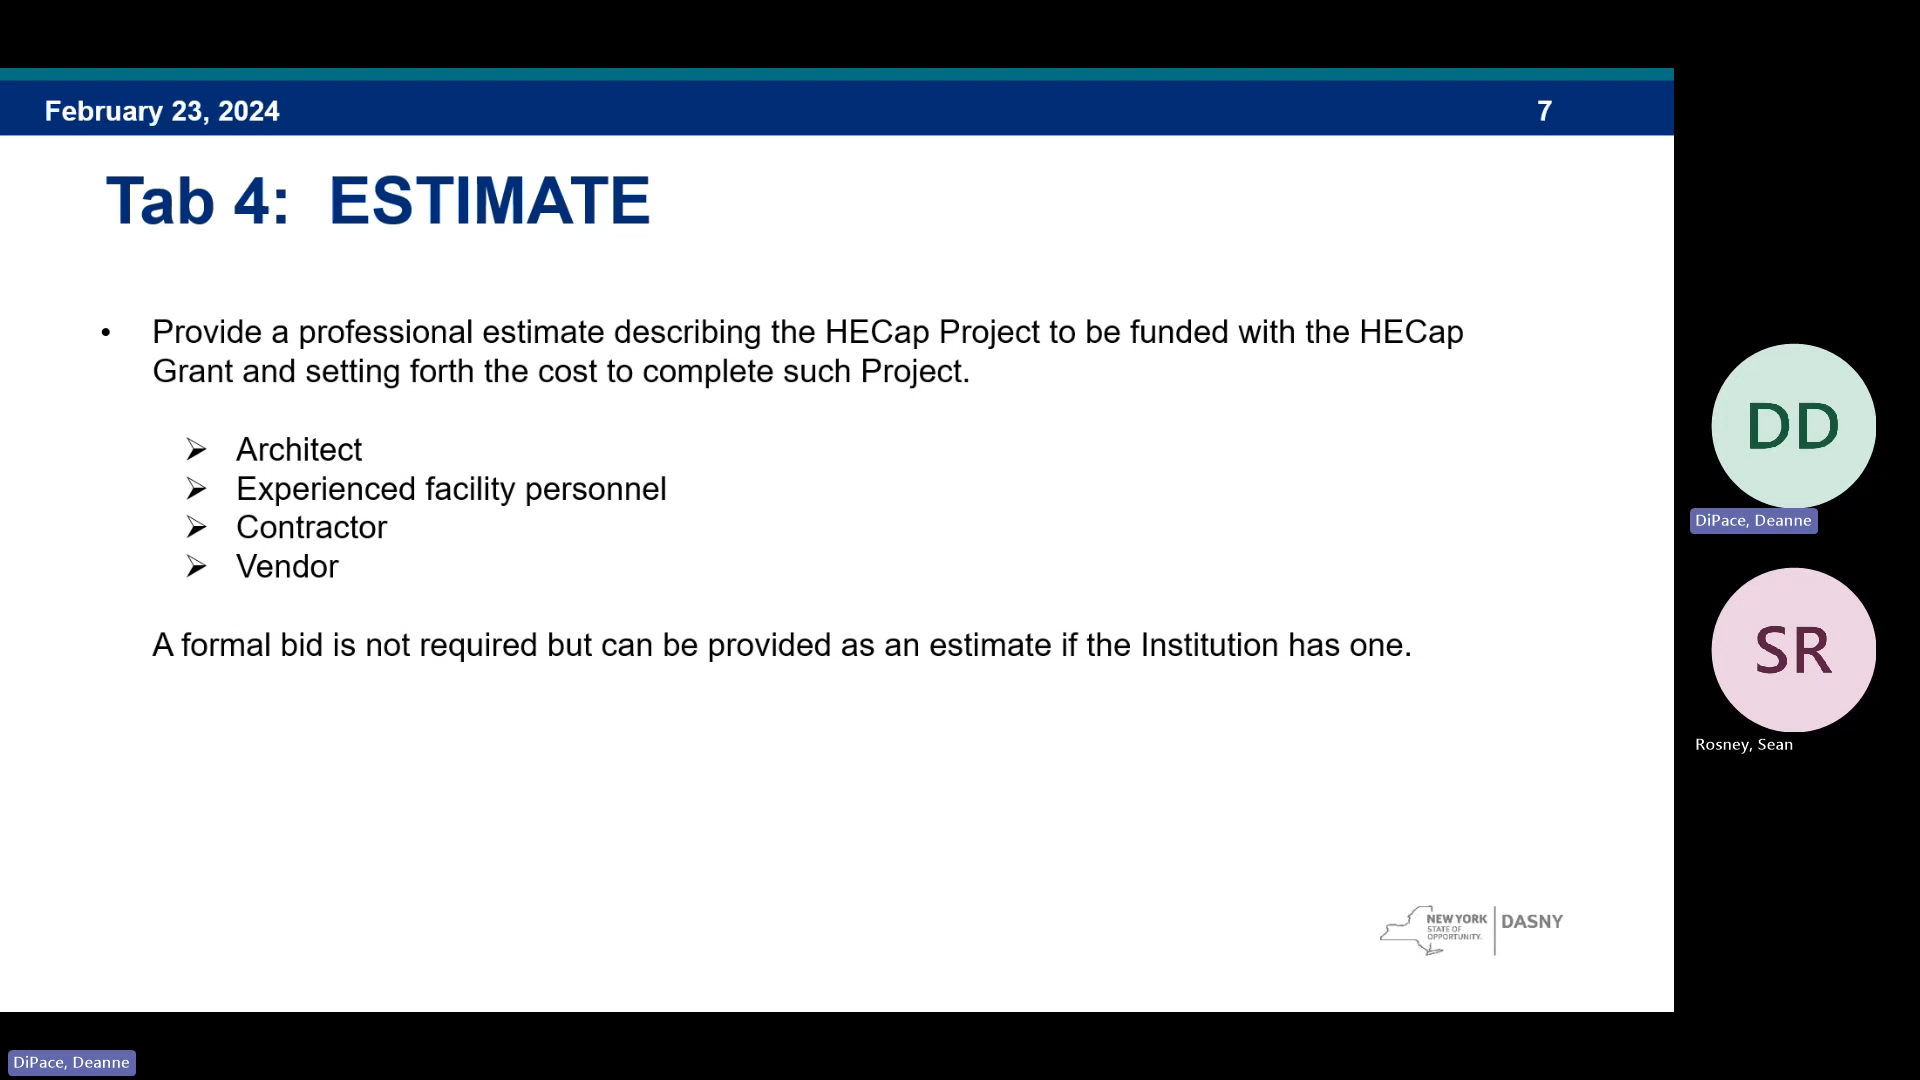 February 23, 2024
7
Tab 4: ESTIMATE
• Provide a professional estimate describing the HECap Project to be funded with the HECap
Grant and setting forth the cost to complete such Project.
➢ Architect
➢ Experienced facility personnel
➢ Contractor
➢ Vendor
A formal bid is not required but can be provided as an estimate if the Institution has one.
NEW YORK
STATE OF
OPPORTUNITY.
DASNY
DD
DiPace, Deanne
SR
Rosney, Sean
DiPace, Deanne